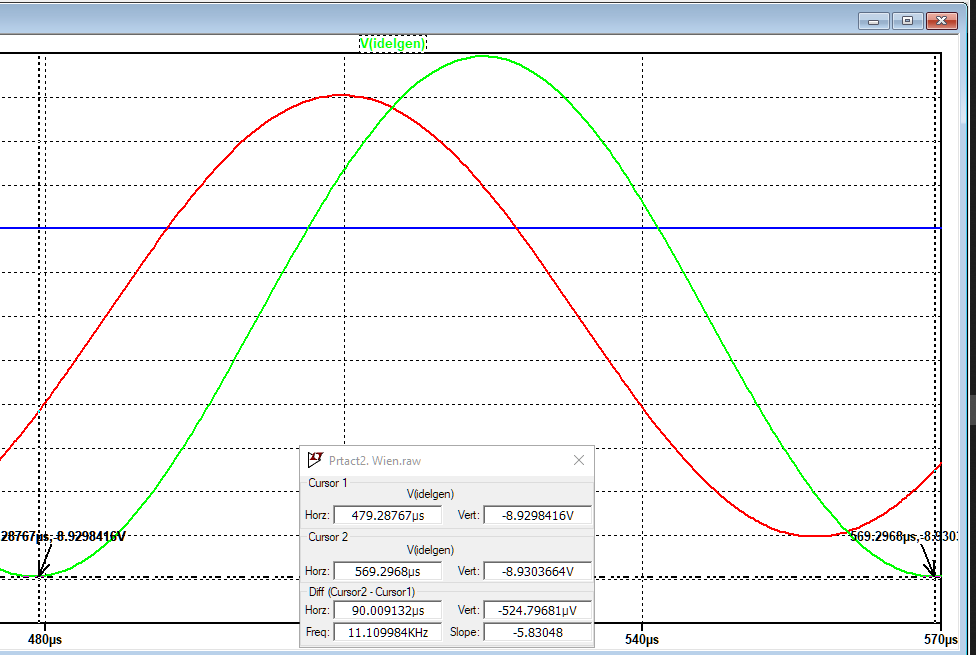 V(idelgen)
Prtact2. Wien.raw
Cursor 1
V(idelgen)
Horz: 479.28767µs Vert: -8.9298416V
Cursor 2
V(idelgen)
Horz: 569.2968µs Vert: -8.9303664V
Diff (Cursor2 - Cursor1)
Horz: 90.009132µs Vert: -524.79681µV
Freq: 11.109984KHz Slope: -5.83048
28767µs,-8.9298416V
569.2968µs,-8.930
480µs 540µs 570µs